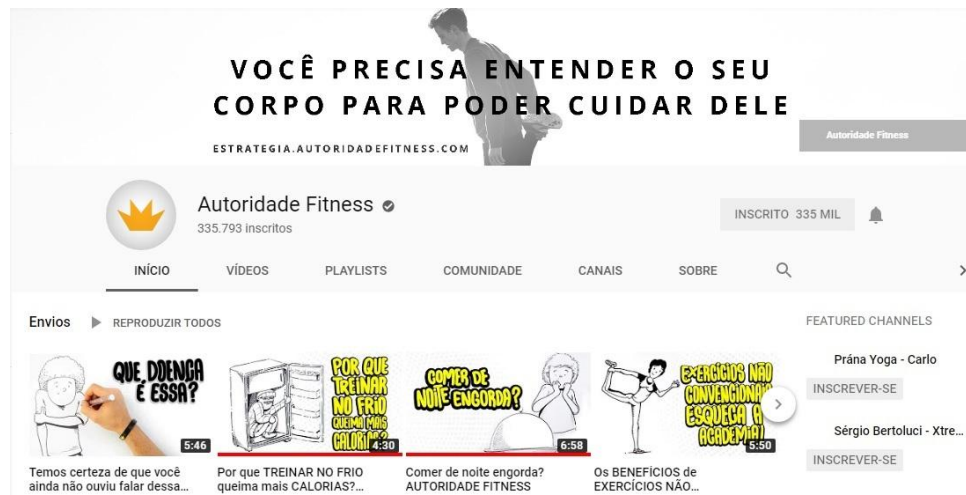 VOCÊ PRECISA ENTENDER O SEU
CORPO PARA PODER CUIDAR DELE
ESTRATEGIA.AUTORIDADEFITNESS.COM
Autoridade Fitness
Autoridade Fitness
335.793 inscritos
INSCRITO 335 MIL
INÍCIO VÍDEOS PLAYLISTS COMUNIDADE CANAIS SOBRE
Envios REPRODUZIR TODOS
FEATURED CHANNELS
QUE DOENÇA
É ESSA?
5:46
POR QUE
TREINAR
NO FRIO
QUEIMA MAIS
CALORIAS?
4:30
COMER DE
NOITE ENGORDA?
6:58
EXERCÍCIOS NÃO
CONVENCIONAIS
ESQUEÇA A
ACADEMIA!
5:50
Temos certeza de que você
ainda não ouviu falar dessa...
Por que TREINAR NO FRIO
queima mais CALORIAS?...
Comer de noite engorda?
AUTORIDADE FITNESS
Os BENEFÍCIOS de
EXERCÍCIOS NÃO...
Prána Yoga - Carlo
INSCREVER-SE
Sérgio Bertoluci - Xtre...
INSCREVER-SE